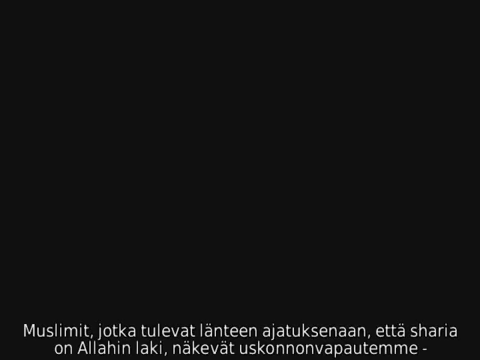 Muslimit, jotka tulevat länteen ajatuksenaan, että sharia
on Allahin laki, näkevät uskonnonvapautemme -